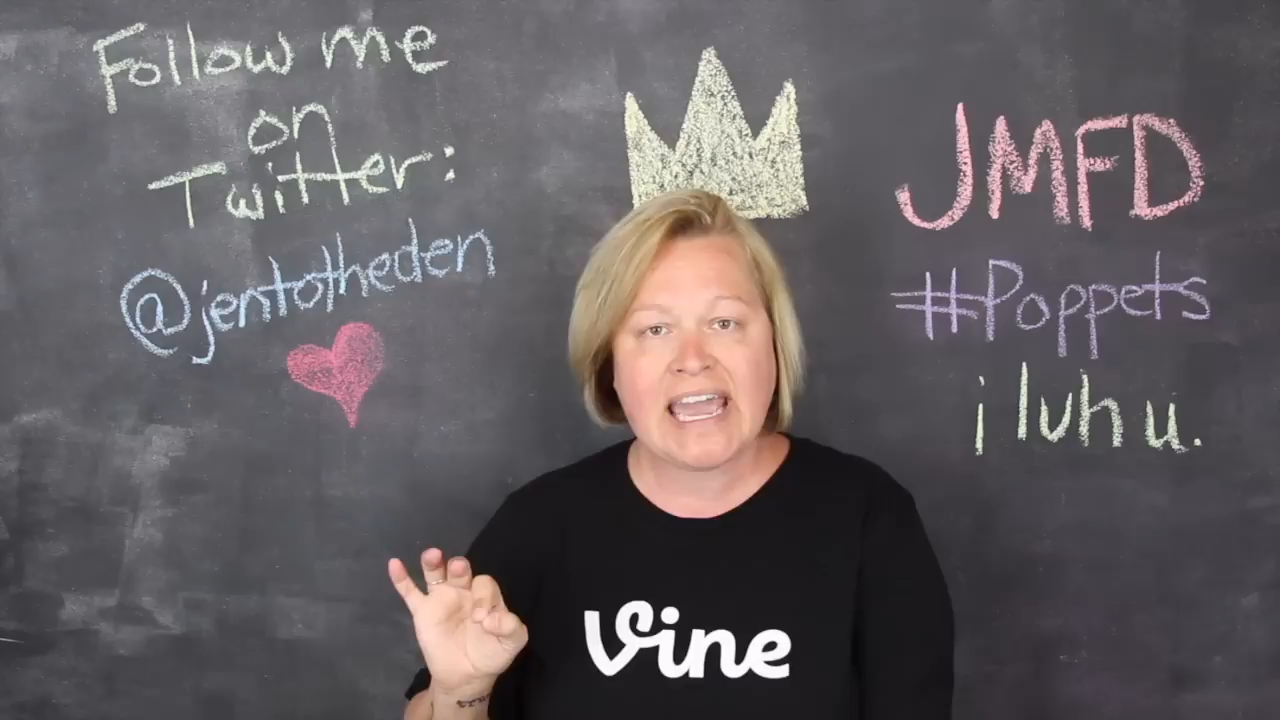 Follow me
on
Twitter:
@jentotheden
JMFD
#Poppets
i luh u.
Vine